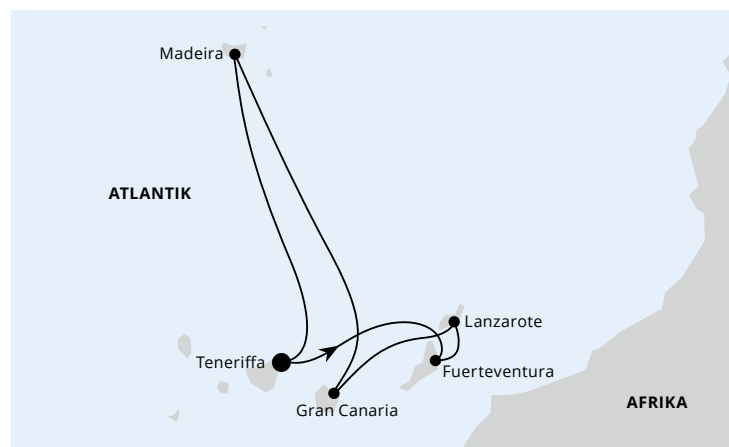 Madeira
ATLANTIK
Lanzarote
Teneriffa
Fuerteventura
AFRIKA
Gran Canaria